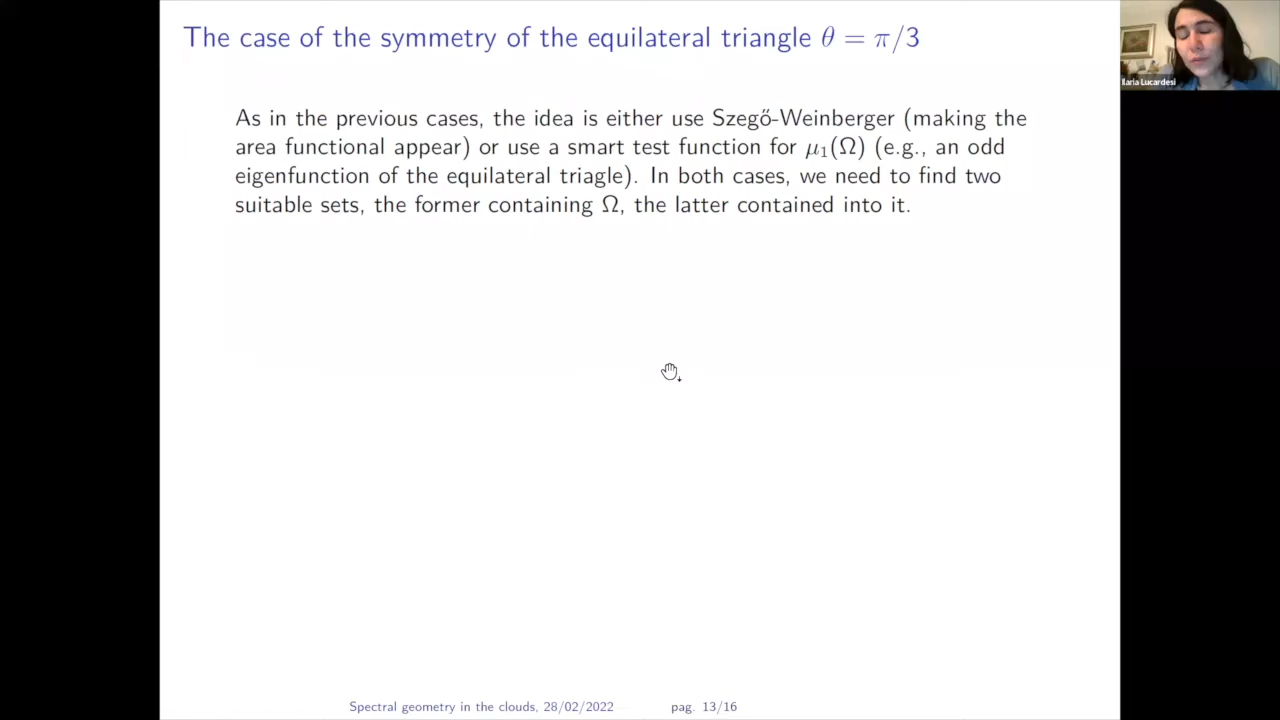 The case of the symmetry of the equilateral triangle θ = π/3
Ilaria Lucardesi
As in the previous cases, the idea is either use Szegő-Weinberger (making the
area functional appear) or use a smart test function for μ₁(Ω) (e.g., an odd
eigenfunction of the equilateral triagle). In both cases, we need to find two
suitable sets, the former containing Ω, the latter contained into it.
Spectral geometry in the clouds, 28/02/2022 pag. 13/16